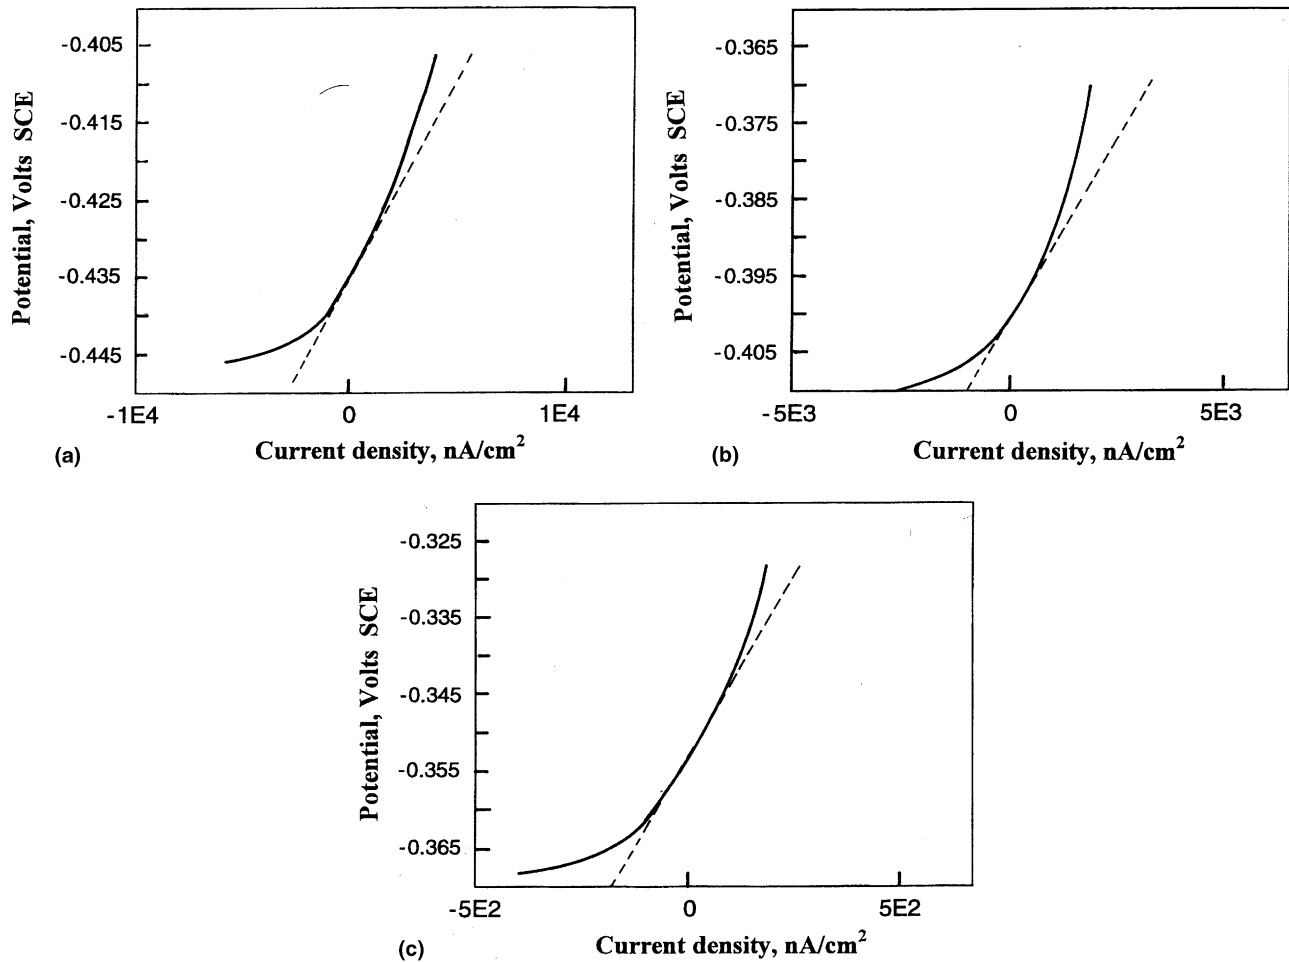 Potential, Volts SCE
-0.405
-0.415
-0.425
-0.435
-0.445
-1E4
0
1E4
Current density, nA/cm²
(a)
Potential, Volts SCE
-0.365
-0.375
-0.385
-0.395
-0.405
-5E3
0
5E3
Current density, nA/cm²
(b)
Potential, Volts SCE
-0.325
-0.335
-0.345
-0.355
-0.365
-5E2
0
5E2
Current density, nA/cm²
(c)